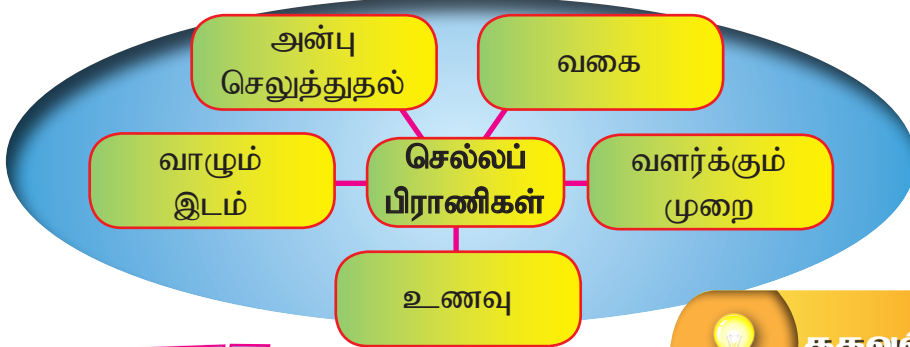 அன்பு
செலுத்துதல்
வகை
வாழும்
இடம்
செல்லப்
பிராணிகள்
வளர்க்கும்
முறை
உணவு